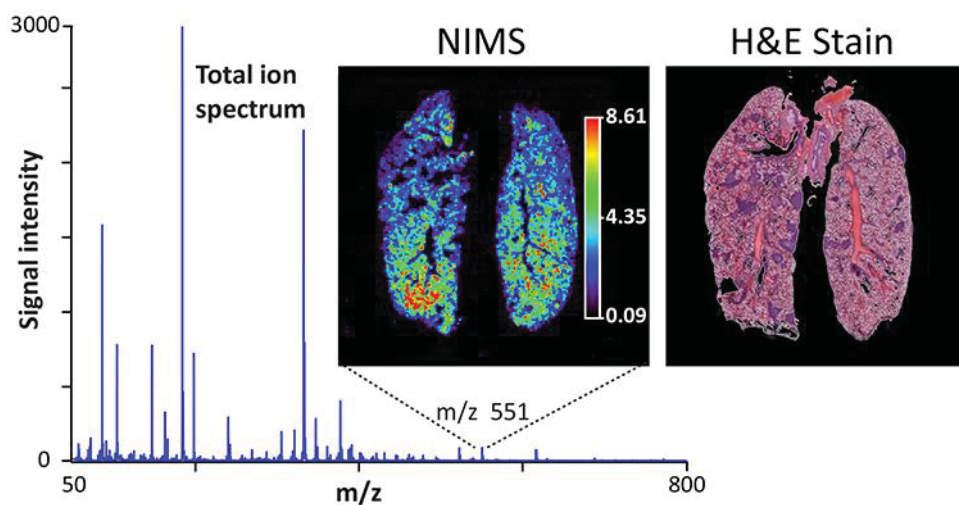 3000
Total ion
spectrum
Signal intensity
0
50
m/z
800
NIMS
8.61
4.35
0.09
m/z 551
H&E Stain